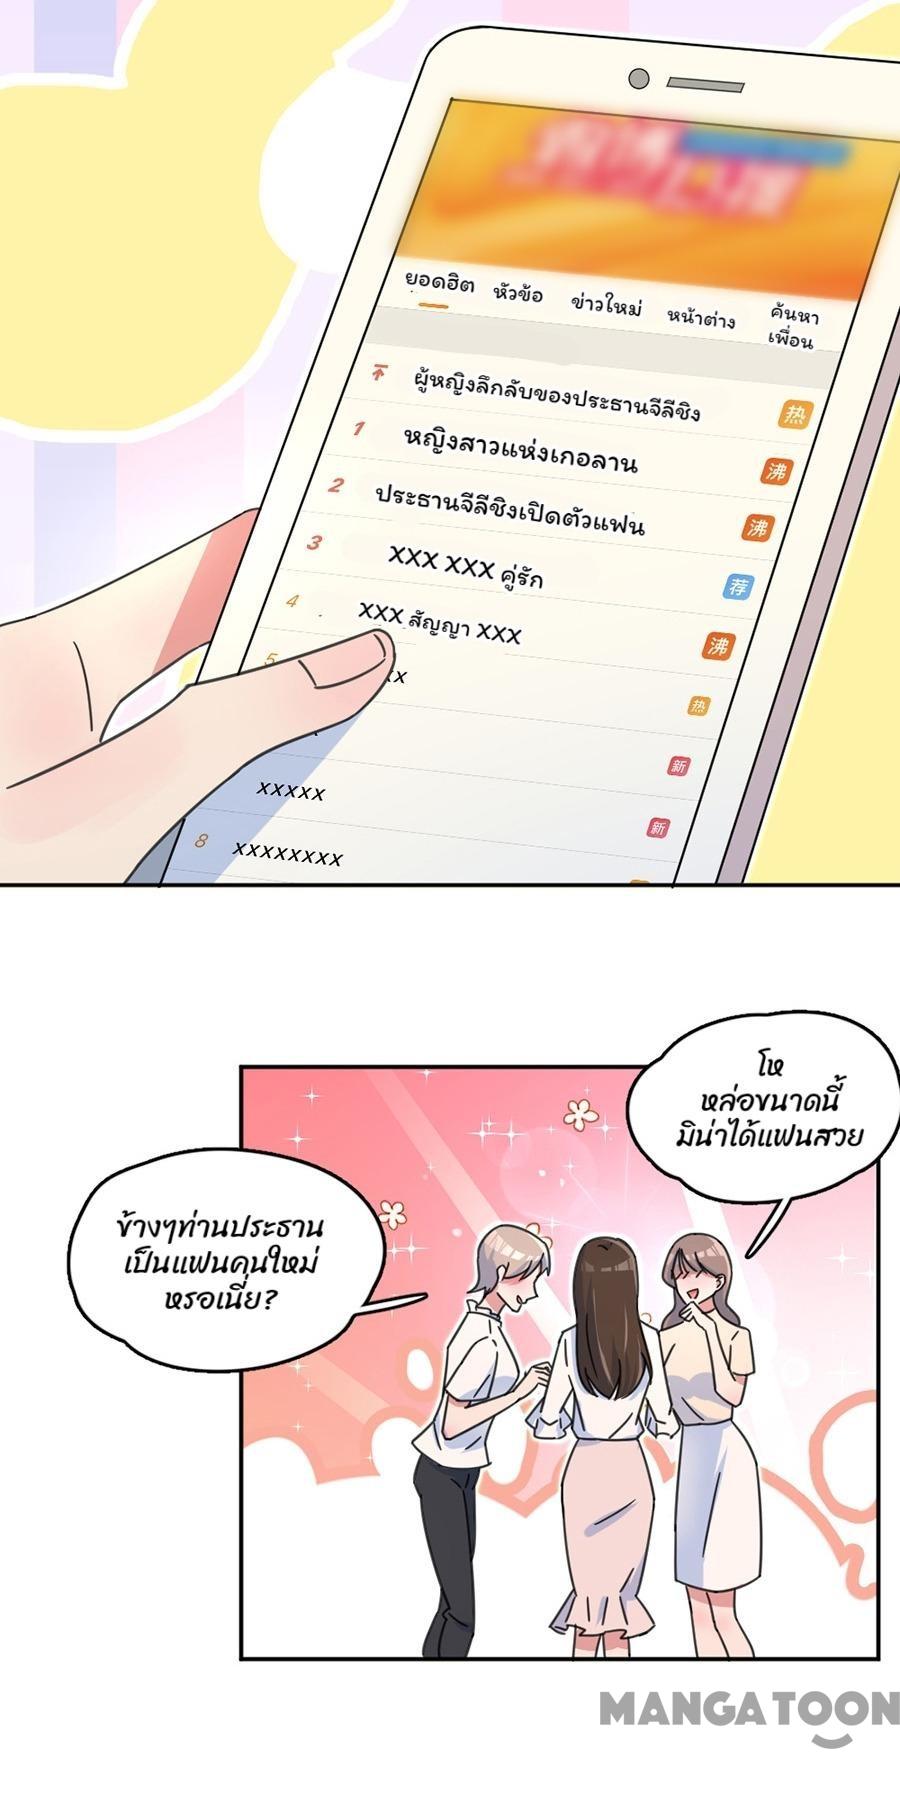 ยอดฮิต หัวข้อ ข่าวใหม่ หน้าต่าง ค้นหา
เพื่อน
ผู้หญิงลึกลับของประธานจีลีชิง 热
1 หญิงสาวแห่งเกอลาน 沸
2 ประธานจีลีชิงเปิดตัวแฟน 沸
3 XXX XXX คู่รัก 荐
4 XXX สัญญา XXX 沸
5 xx 热
新
xxxxx 新
8 xxxxxxxx
โห
หล่อขนาดนี้
มิน่าได้แฟนสวย
ข้างๆท่านประธาน
เป็นแฟนคนใหม่
หรอเนี่ย?
MANGATOON